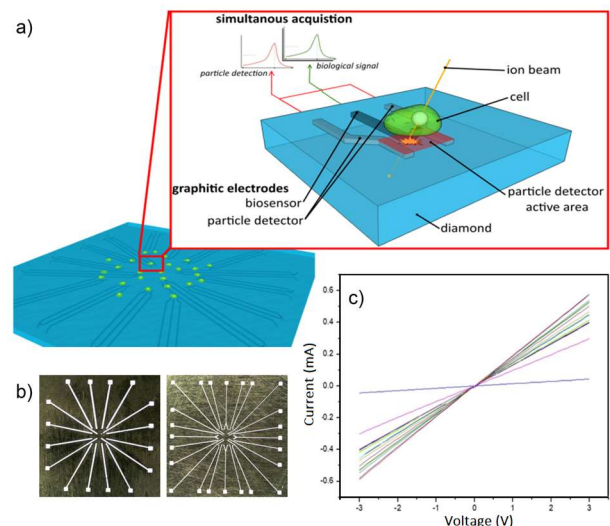 a)
simultanous acquistion
particle detection
biological signal
ion beam
cell
graphitic electrodes
biosensor
particle detector
particle detector
active area
diamond
b)
c)
Current (mA)
0.6
0.4
0.2
0.0
-0.2
-0.4
-0.6
-3 -2 -1 0 1 2 3
Voltage (V)